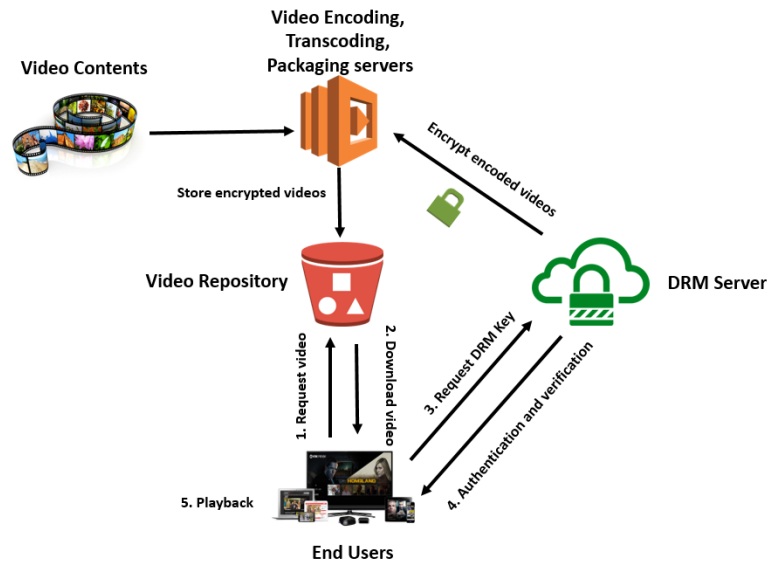 Video Encoding,
Transcoding,
Packaging servers
Video Contents
Encrypt encoded videos
Store encrypted videos
Video Repository
DRM Server
1. Request video
2. Download video
3. Request DRM Key
4. Authentication and verification
HOMELAND
5. Playback
End Users